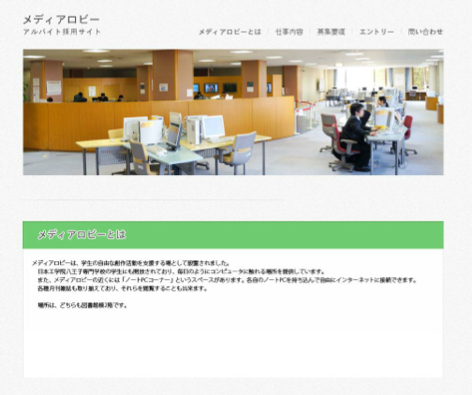 メディアロビー
アルバイト採用サイト
メディアロビーとは
仕事内容
募集要項
エントリー
問い合わせ
メディアロビーとは
メディアロビーは、学生の自由な創作活動を支援する場として設置されました。
日本工学院八王子専門学校の学生にも開放されており、毎日のようにコンピュータに触れる場所を提供しています。
また、メディアロビーの近くには「ノートPCコーナー」というスペースがあります。各自のノートPCを持ち込んで自由にインターネットに接続できます。
各種月刊雑誌も取り揃えており、それらを閲覧することも出来ます。
場所は、どちらも図書館棟2階です。